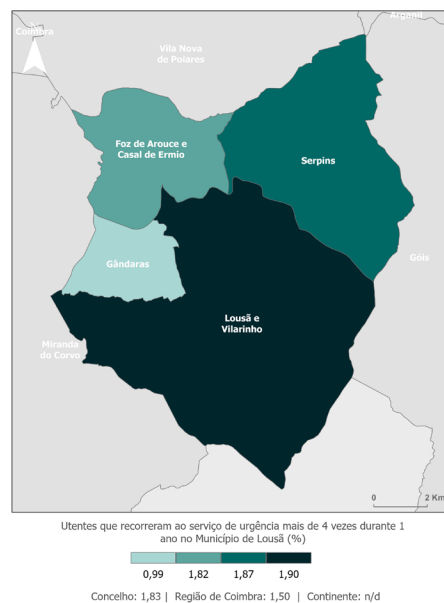 Arganil
Coimbra
Vila Nova
de Poiares
Foz de Arouce e
Casal de Ermio
Serpins
Góis
Gândaras
Lousã e
Vilarinho
Miranda
do Corvo
0 2 Km
Utentes que recorreram ao serviço de urgência mais de 4 vezes durante 1
ano no Município de Lousã (%)
0,99 1,82 1,87 1,90
Concelho: 1,83 | Região de Coimbra: 1,50 | Continente: n/d